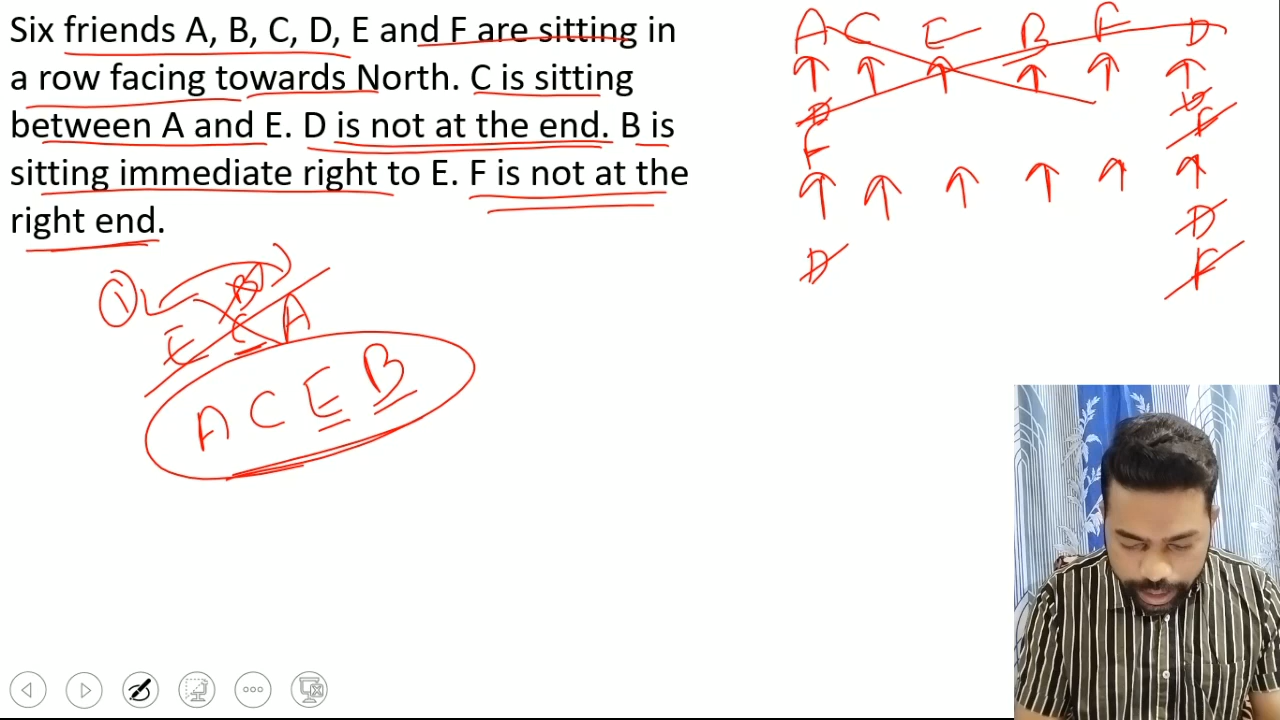 Six friends A, B, C, D, E and F are sitting in
a row facing towards North. C is sitting
between A and E. D is not at the end. B is
sitting immediate right to E. F is not at the
right end.
A C E B F D
D
F
F
D
D
F
1
B
E C A
A C E B